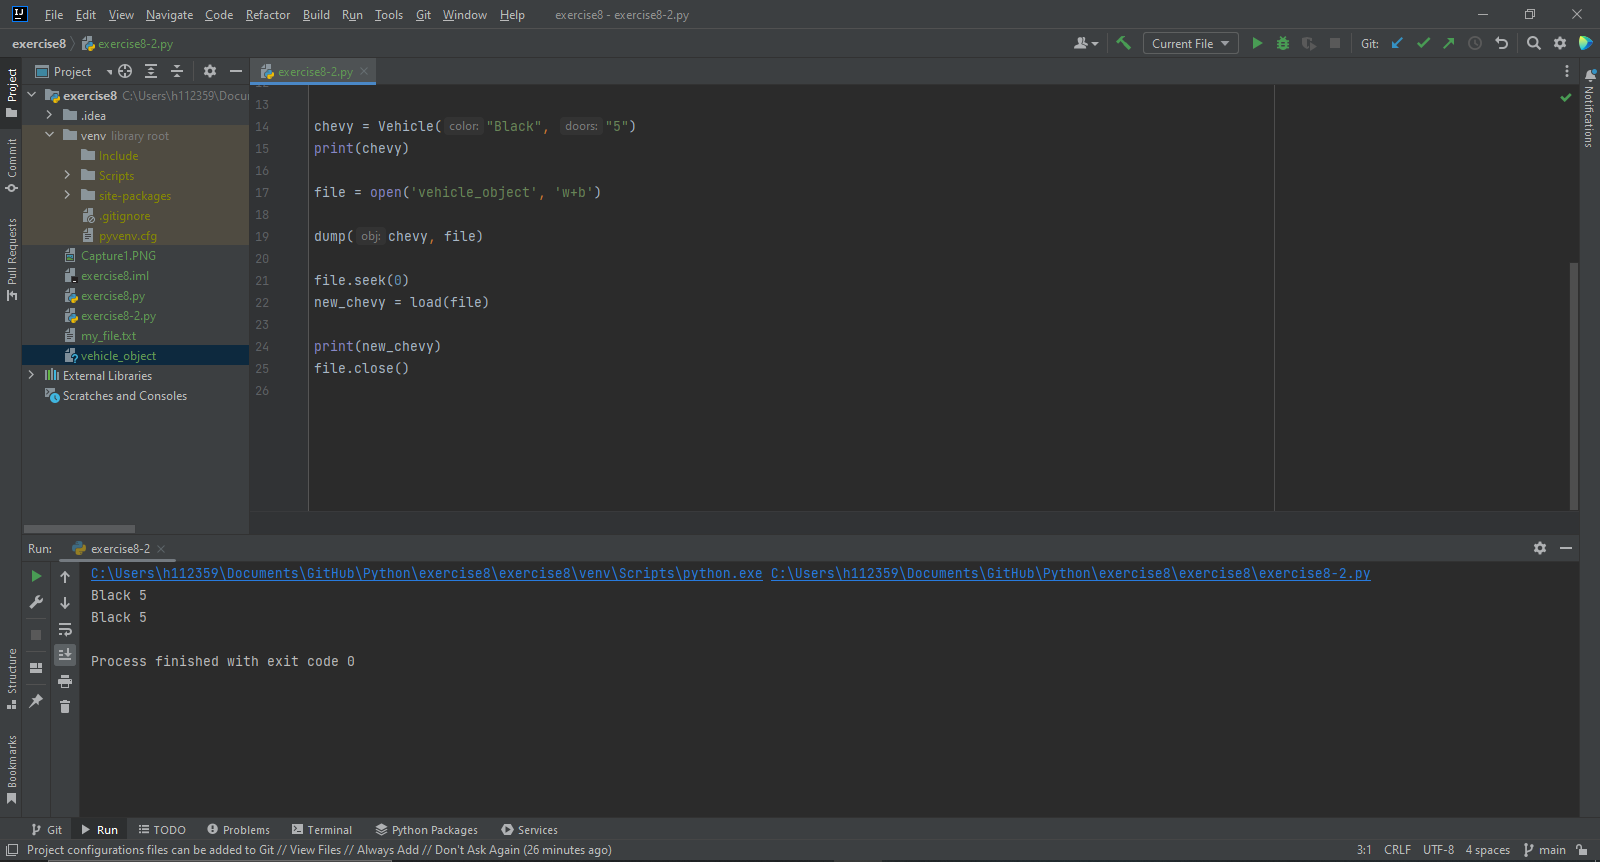 File Edit View Navigate Code Refactor Build Run Tools Git Window Help exercise8 - exercise8-2.py
exercise8 exercise8-2.py Current File Git:
Project exercise8-2.py
Project
Commit
Pull Requests
Structure
Bookmarks
Notifications
exercise8 C:\Users\h112359\Docu
.idea
venv library root
Include
Scripts
site-packages
.gitignore
pyvenv.cfg
Capture1.PNG
exercise8.iml
exercise8.py
exercise8-2.py
my_file.txt
vehicle_object
External Libraries
Scratches and Consoles
13
14 chevy = Vehicle( color: "Black", doors: "5")
15 print(chevy)
16
17 file = open('vehicle_object', 'w+b')
18
19 dump( obj: chevy, file)
20
21 file.seek(0)
22 new_chevy = load(file)
23
24 print(new_chevy)
25 file.close()
26
Run: exercise8-2
C:\Users\h112359\Documents\GitHub\Python\exercise8\exercise8\venv\Scripts\python.exe C:\Users\h112359\Documents\GitHub\Python\exercise8\exercise8\exercise8-2.py
Black 5
Black 5
Process finished with exit code 0
Git Run TODO Problems Terminal Python Packages Services
Project configurations files can be added to Git // View Files // Always Add // Don't Ask Again (26 minutes ago) 3:1 CRLF UTF-8 4 spaces main